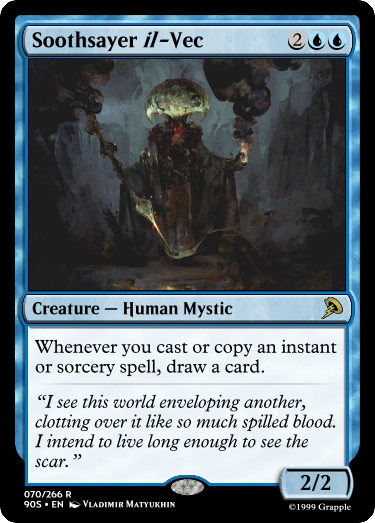 Soothsayer il-Vec 2
Creature — Human Mystic
Whenever you cast or copy an instant
or sorcery spell, draw a card.
“I see this world enveloping another,
clotting over it like so much spilled blood.
I intend to live long enough to see the
scar.”
2/2
070/266 R
90S • EN Vladimir Matyukhin
©1999 Grapple